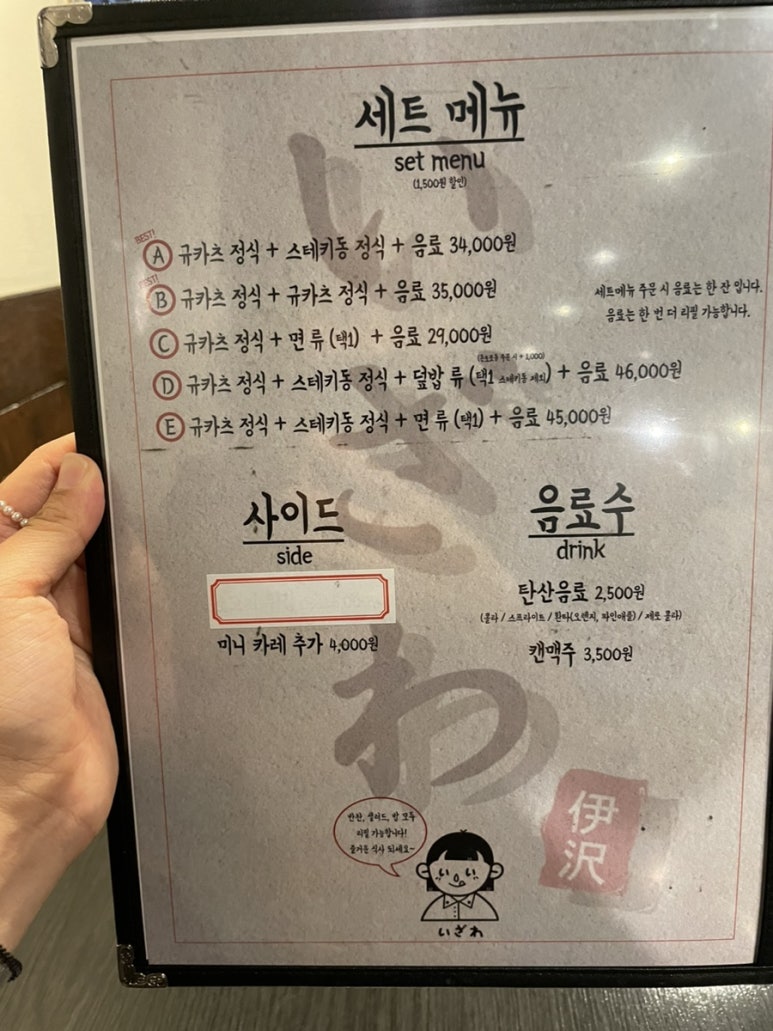 세트 메뉴
set menu
(1,500원 할인)
BEST!
Ⓐ 규카츠 정식 + 스테키동 정식 + 음료 34,000원
BEST!
Ⓑ 규카츠 정식 + 규카츠 정식 + 음료 35,000원
세트메뉴 주문 시 음료는 한 잔 입니다.
음료는 한 번 더 리필 가능합니다.
Ⓒ 규카츠 정식 + 면 류 (택1) + 음료 29,000원
주문 시 + 1,000)
Ⓓ 규카츠 정식 + 스테키동 정식 + 덮밥 류 (택1 스테키동 제외) + 음료 46,000원
Ⓔ 규카츠 정식 + 스테키동 정식 + 면 류 (택1) + 음료 45,000원
사이드
side
미니 카레 추가 4,000원
음료수
drink
탄산음료 2,500원
(콜라 / 스프라이트 / 환타(오렌지, 파인애플) / 제로 콜라)
캔맥주 3,500원
いざわ
반찬, 샐러드, 밥 모두
리필 가능합니다!
즐거운 식사 되세요~
いざわ
伊沢